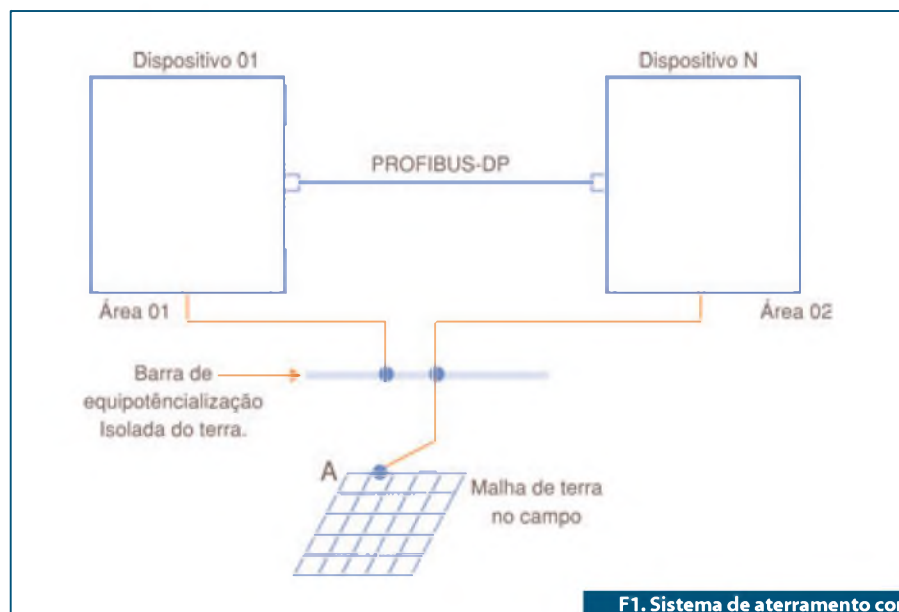 Dispositivo 01
Dispositivo N
PROFIBUS-DP
Área 01
Área 02
Barra de
equipotêncialização
Isolada do terra.
A
Malha de terra
no campo
F1. Sistema de aterramento co